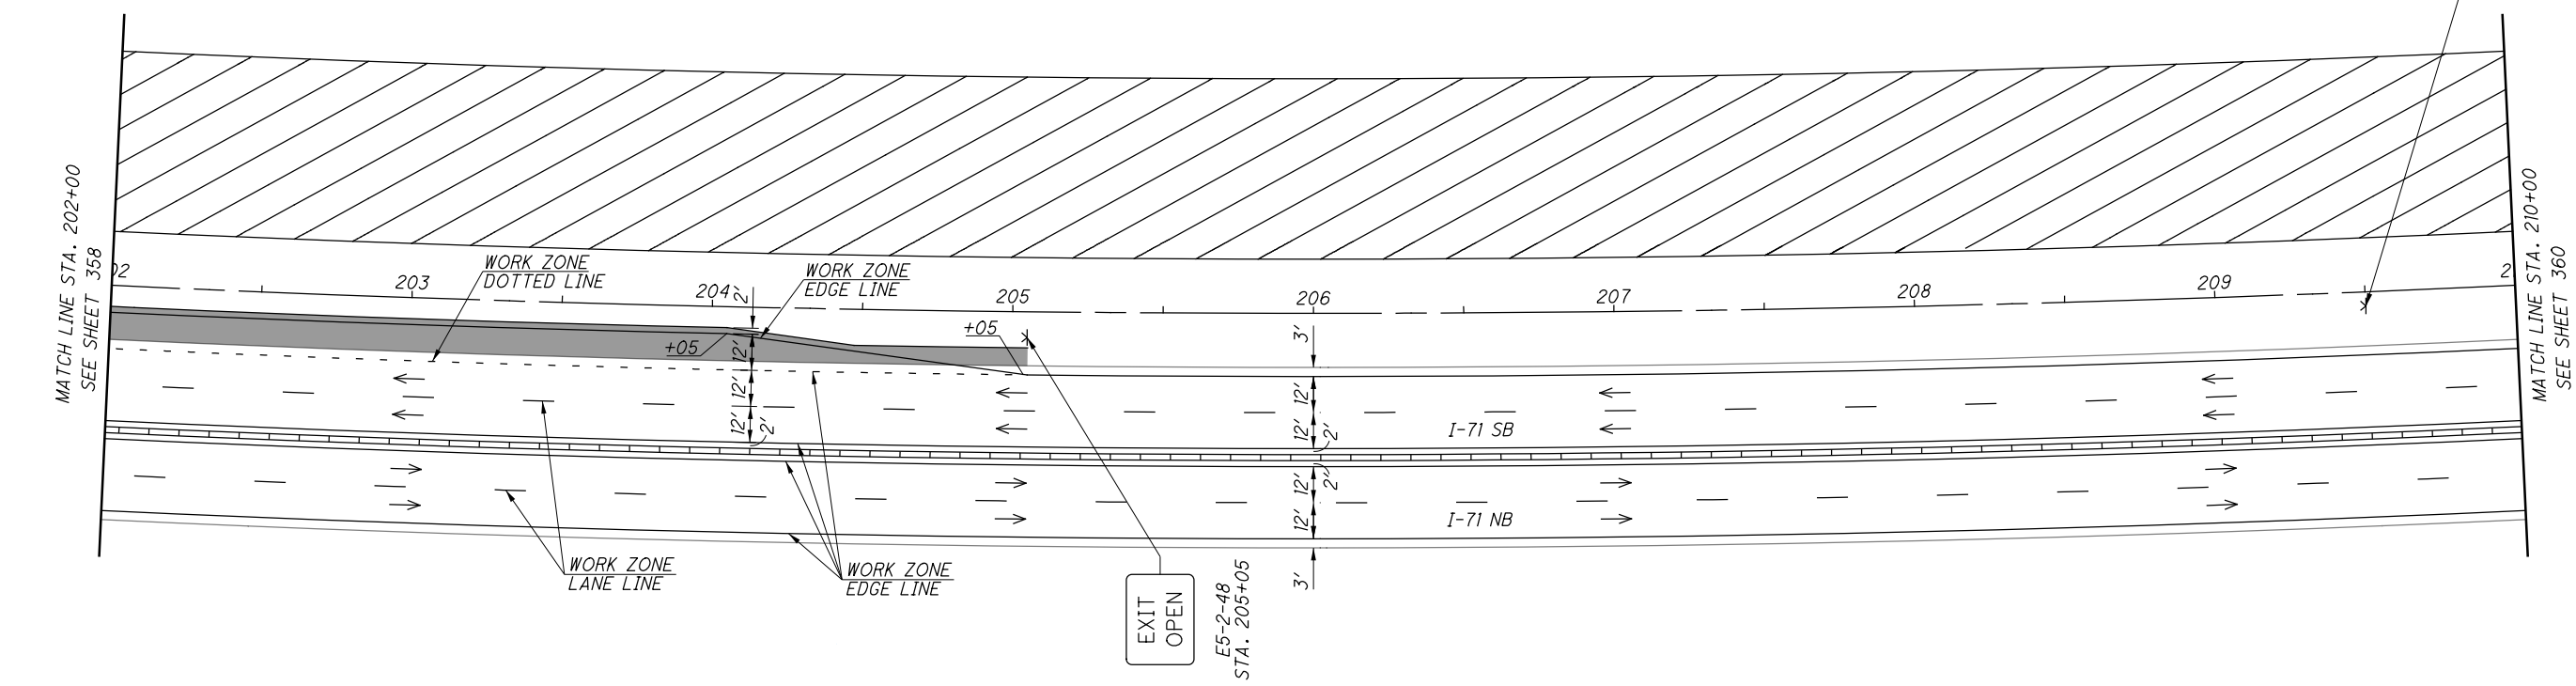 MATCH LINE STA. 202+00
SEE SHEET 358
02
203
204
205
206
207
208
209
2
WORK ZONE
DOTTED LINE
WORK ZONE
EDGE LINE
2'
+05
+05
12'
12'
12'
2'
3'
12'
12'
2'
I-71 SB
12'
2'
12'
3'
I-71 NB
WORK ZONE
LANE LINE
WORK ZONE
EDGE LINE
EXIT
OPEN
E5-2-48
STA. 205+05
MATCH LINE STA. 210+00
SEE SHEET 360